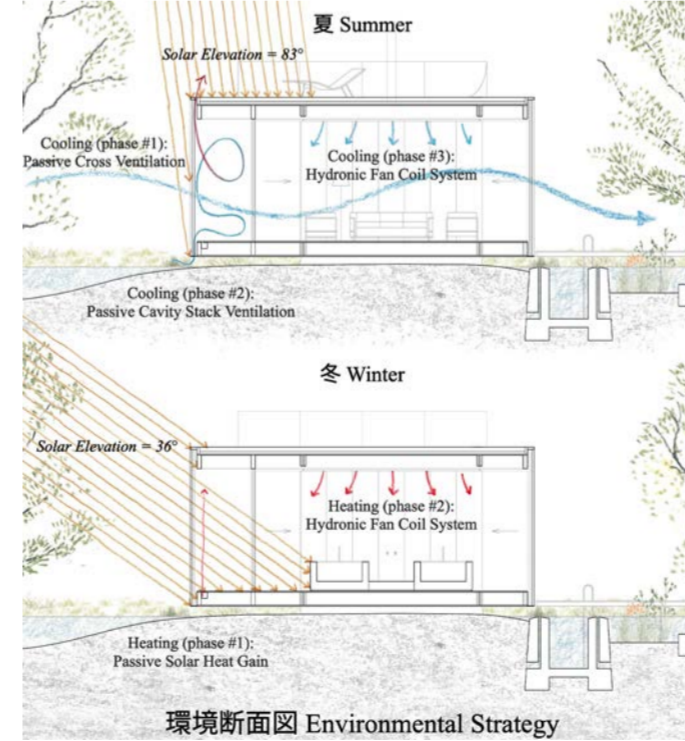 夏 Summer
Solar Elevation = 83°
Cooling (phase #1):
Passive Cross Ventilation
Cooling (phase #3):
Hydronic Fan Coil System
Cooling (phase #2):
Passive Cavity Stack Ventilation
冬 Winter
Solar Elevation = 36°
Heating (phase #2):
Hydronic Fan Coil System
Heating (phase #1):
Passive Solar Heat Gain
環境断面図 Environmental Strategy